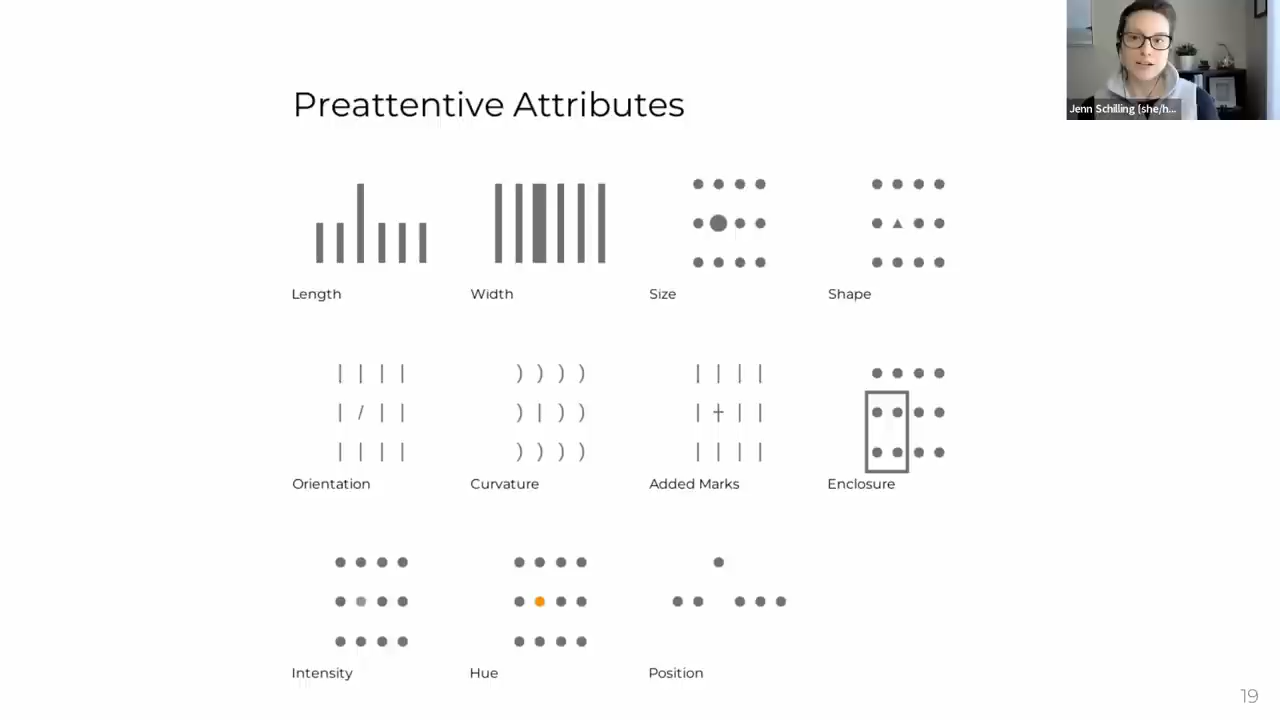 Jenn Schilling (she/h...
Preattentive Attributes
Length
Width
Size
Shape
Orientation
Curvature
Added Marks
Enclosure
Intensity
Hue
Position
19